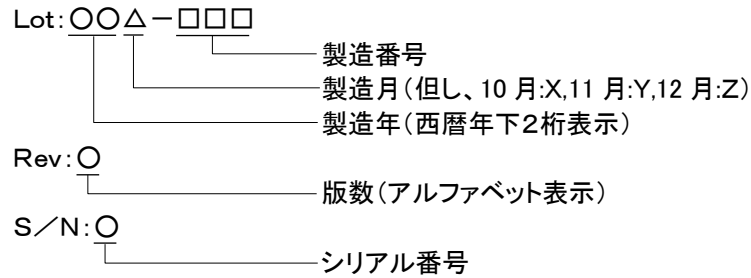 Lot:○○△－□□□
製造番号
製造月（但し、10 月:X,11 月:Y,12 月:Z）
製造年（西暦年下２桁表示）
Rev:○
版数（アルファベット表示）
S／N:○
シリアル番号